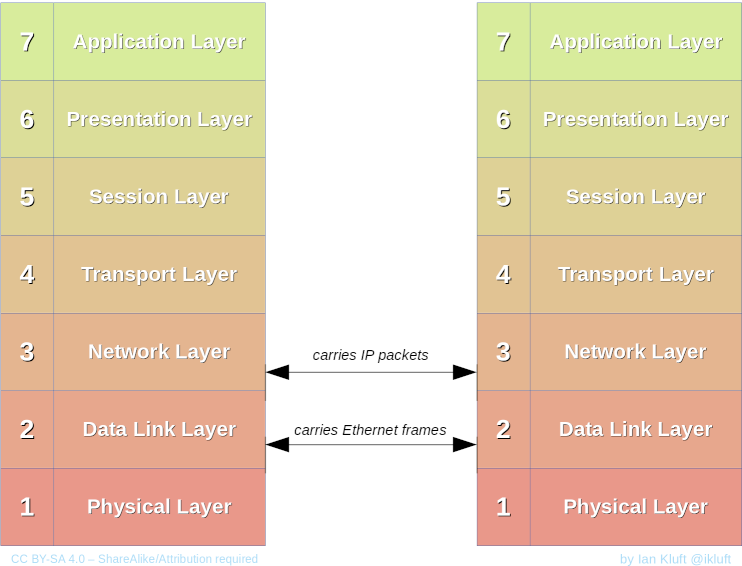 7 Application Layer
6 Presentation Layer
5 Session Layer
4 Transport Layer
3 Network Layer
2 Data Link Layer
1 Physical Layer
carries IP packets
carries Ethernet frames
7 Application Layer
6 Presentation Layer
5 Session Layer
4 Transport Layer
3 Network Layer
2 Data Link Layer
1 Physical Layer
CC BY-SA 4.0 – ShareAlike/Attribution required
by Ian Kluft @ikluft